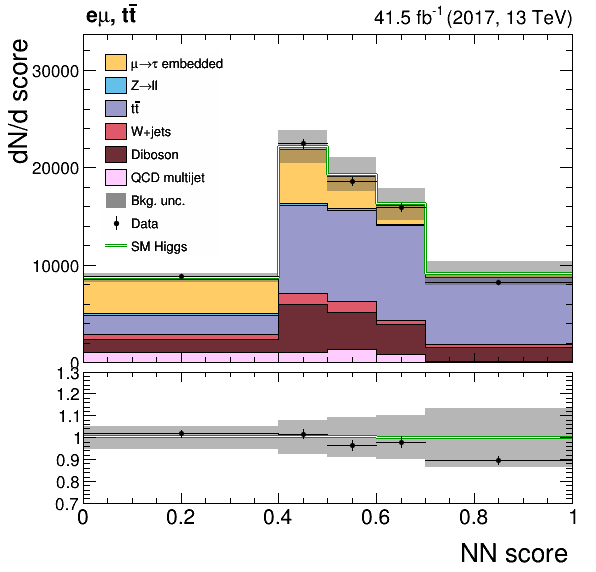 eμ, tt̄
41.5 fb⁻¹ (2017, 13 TeV)
dN/d score
30000
20000
10000
0
μ→τ embedded
Z→ll
tt̄
W+jets
Diboson
QCD multijet
Bkg. unc.
Data
SM Higgs
1.3
1.2
1.1
1
0.9
0.8
0.7
0 0.2 0.4 0.6 0.8 1
NN score